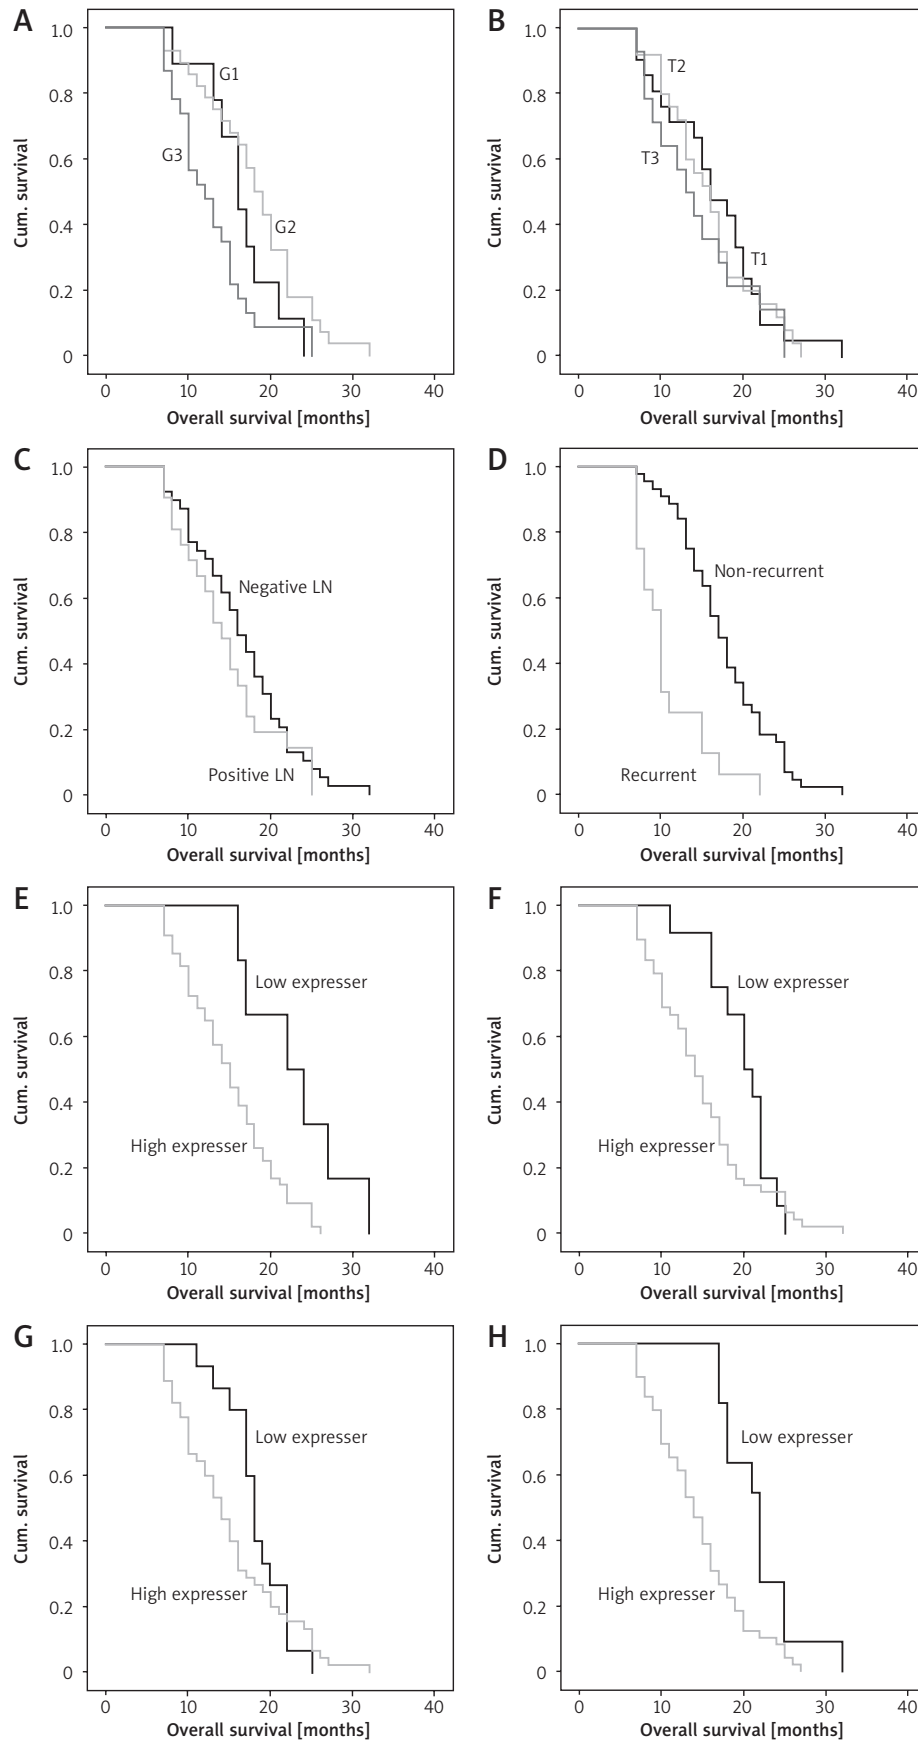 A
Cum. survival
1.0
0.8
0.6
0.4
0.2
0
G1
G3
G2
0 10 20 30 40
Overall survival [months]
B
Cum. survival
1.0
0.8
0.6
0.4
0.2
0
T2
T3
T1
0 10 20 30 40
Overall survival [months]
C
Cum. survival
1.0
0.8
0.6
0.4
0.2
0
Negative LN
Positive LN
0 10 20 30 40
Overall survival [months]
D
Cum. survival
1.0
0.8
0.6
0.4
0.2
0
Non-recurrent
Recurrent
0 10 20 30 40
Overall survival [months]
E
Cum. survival
1.0
0.8
0.6
0.4
0.2
0
Low expresser
High expresser
0 10 20 30 40
Overall survival [months]
F
Cum. survival
1.0
0.8
0.6
0.4
0.2
0
Low expresser
High expresser
0 10 20 30 40
Overall survival [months]
G
Cum. survival
1.0
0.8
0.6
0.4
0.2
0
Low expresser
High expresser
0 10 20 30 40
Overall survival [months]
H
Cum. survival
1.0
0.8
0.6
0.4
0.2
0
Low expresser
High expresser
0 10 20 30 40
Overall survival [months]